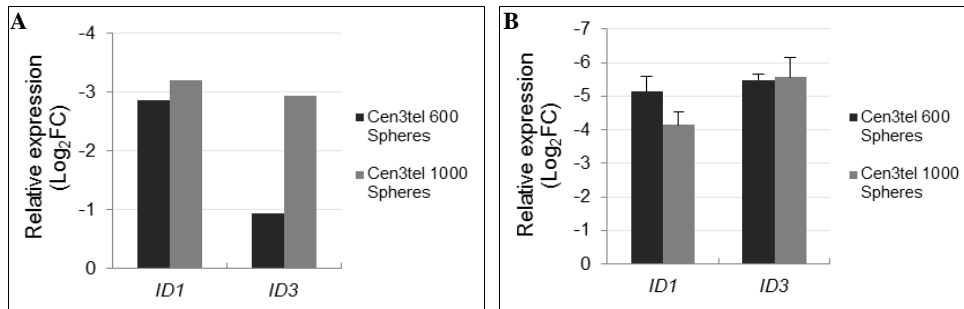 A
Relative expression
(Log2FC)
-4
-3
-2
-1
0
ID1
ID3
Cen3tel 600
Spheres
Cen3tel 1000
Spheres
B
Relative expression
(Log2FC)
-7
-6
-5
-4
-3
-2
-1
0
ID1
ID3
Cen3tel 600
Spheres
Cen3tel 1000
Spheres